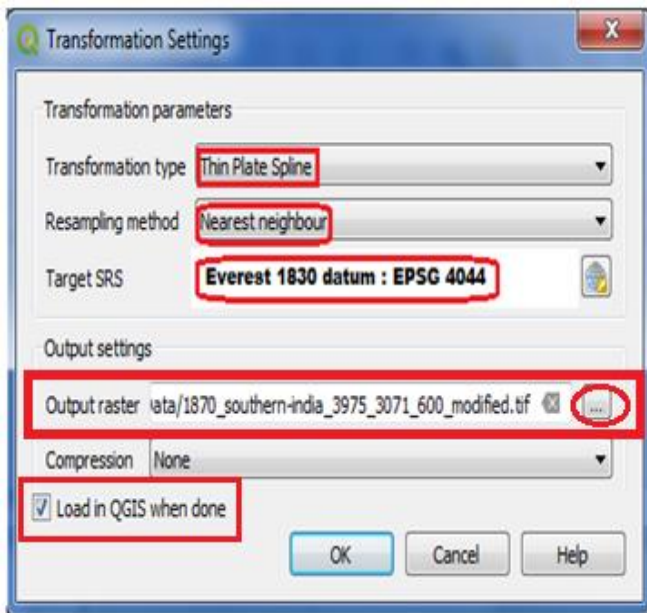 Transformation Settings
Transformation parameters
Transformation type Thin Plate Spline
Resampling method Nearest neighbour
Target SRS Everest 1830 datum : EPSG 4044
Output settings
Output raster ata/1870_southern-india_3975_3071_600_modified.tif ...
Compression None
Load in QGIS when done
OK Cancel Help